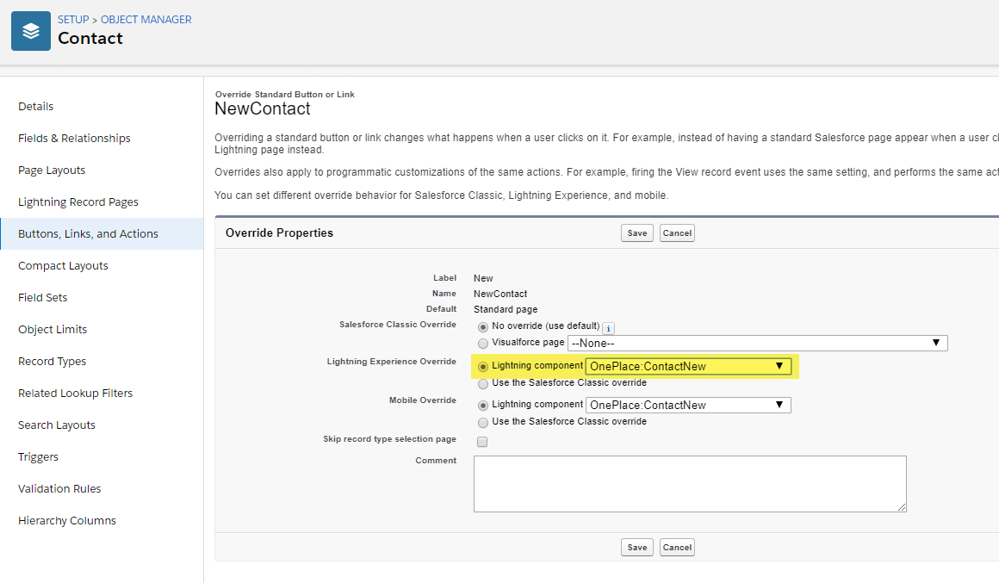 SETUP > OBJECT MANAGER
Contact
Details
Fields & Relationships
Page Layouts
Lightning Record Pages
Buttons, Links, and Actions
Compact Layouts
Field Sets
Object Limits
Record Types
Related Lookup Filters
Search Layouts
Triggers
Validation Rules
Hierarchy Columns
Override Standard Button or Link
NewContact
Overriding a standard button or link changes what happens when a user clicks on it. For example, instead of having a standard Salesforce page appear when a user
Lightning page instead.
Overrides also apply to programmatic customizations of the same actions. For example, firing the View record event uses the same setting, and performs the same
You can set different override behavior for Salesforce Classic, Lightning Experience, and mobile.
Override Properties Save Cancel
Label New
Name NewContact
Default Standard page
Salesforce Classic Override No override (use default) i
Visualforce page --None-- ▼
Lightning Experience Override Lightning component OnePlace:ContactNew ▼
Use the Salesforce Classic override
Mobile Override Lightning component OnePlace:ContactNew ▼
Use the Salesforce Classic override
Skip record type selection page
Comment
Save Cancel